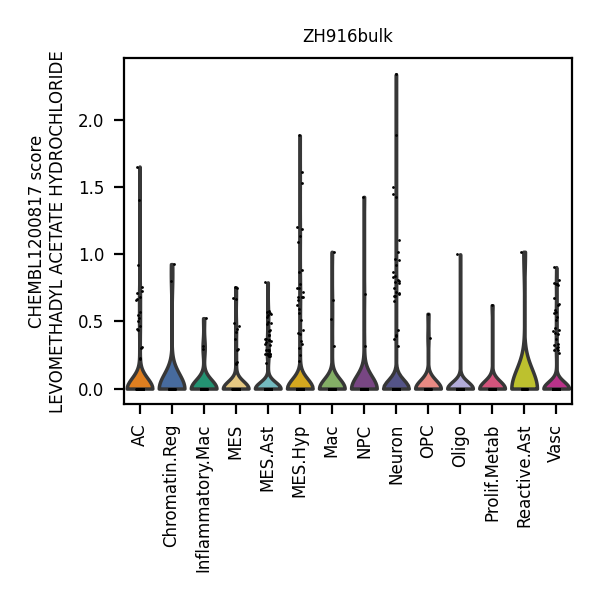 ZH916bulk
CHEMBL1200817 score
LEVOMETHADYL ACETATE HYDROCHLORIDE
2.0
1.5
1.0
0.5
0.0
AC
Chromatin.Reg
Inflammatory.Mac
MES
MES.Ast
MES.Hyp
Mac
NPC
Neuron
OPC
Oligo
Prolif.Metab
Reactive.Ast
Vasc